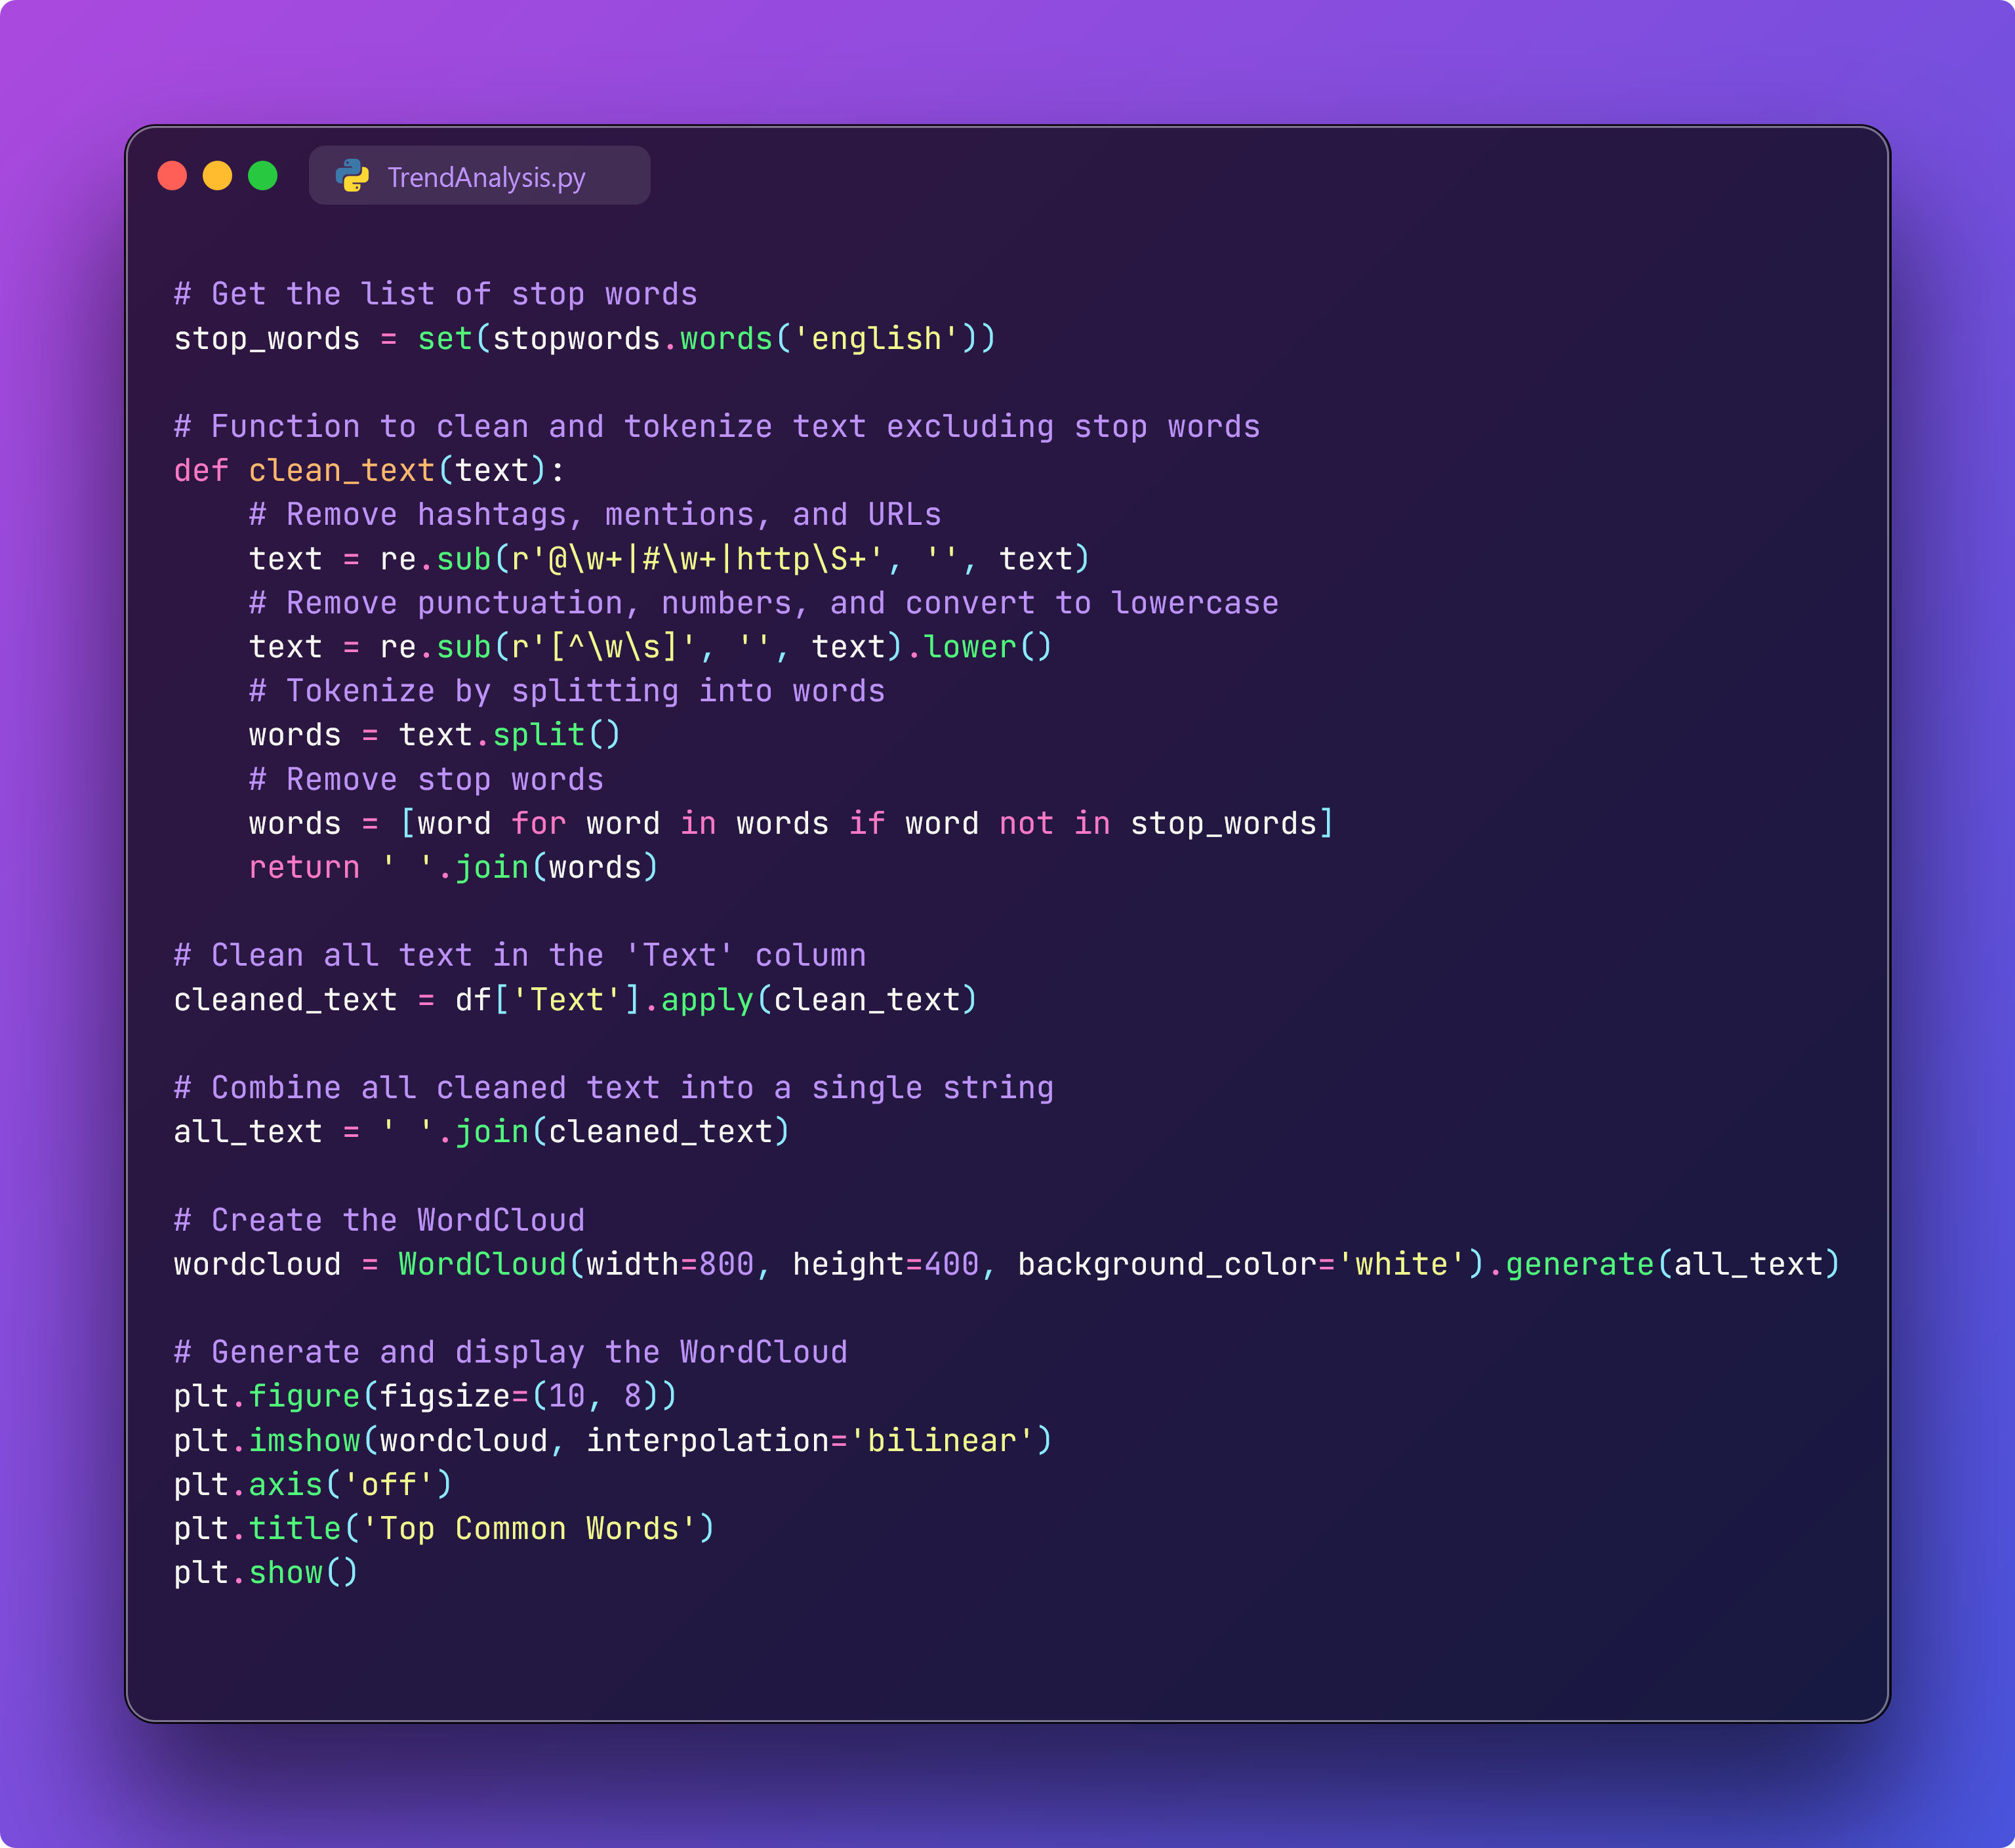 TrendAnalysis.py
# Get the list of stop words
stop_words = set(stopwords.words('english'))
# Function to clean and tokenize text excluding stop words
def clean_text(text):
    # Remove hashtags, mentions, and URLs
    text = re.sub(r'@\w+|#\w+|http\S+', '', text)
    # Remove punctuation, numbers, and convert to lowercase
    text = re.sub(r'[^\w\s]', '', text).lower()
    # Tokenize by splitting into words
    words = text.split()
    # Remove stop words
    words = [word for word in words if word not in stop_words]
    return ' '.join(words)
# Clean all text in the 'Text' column
cleaned_text = df['Text'].apply(clean_text)
# Combine all cleaned text into a single string
all_text = ' '.join(cleaned_text)
# Create the WordCloud
wordcloud = WordCloud(width=800, height=400, background_color='white').generate(all_text)
# Generate and display the WordCloud
plt.figure(figsize=(10, 8))
plt.imshow(wordcloud, interpolation='bilinear')
plt.axis('off')
plt.title('Top Common Words')
plt.show()